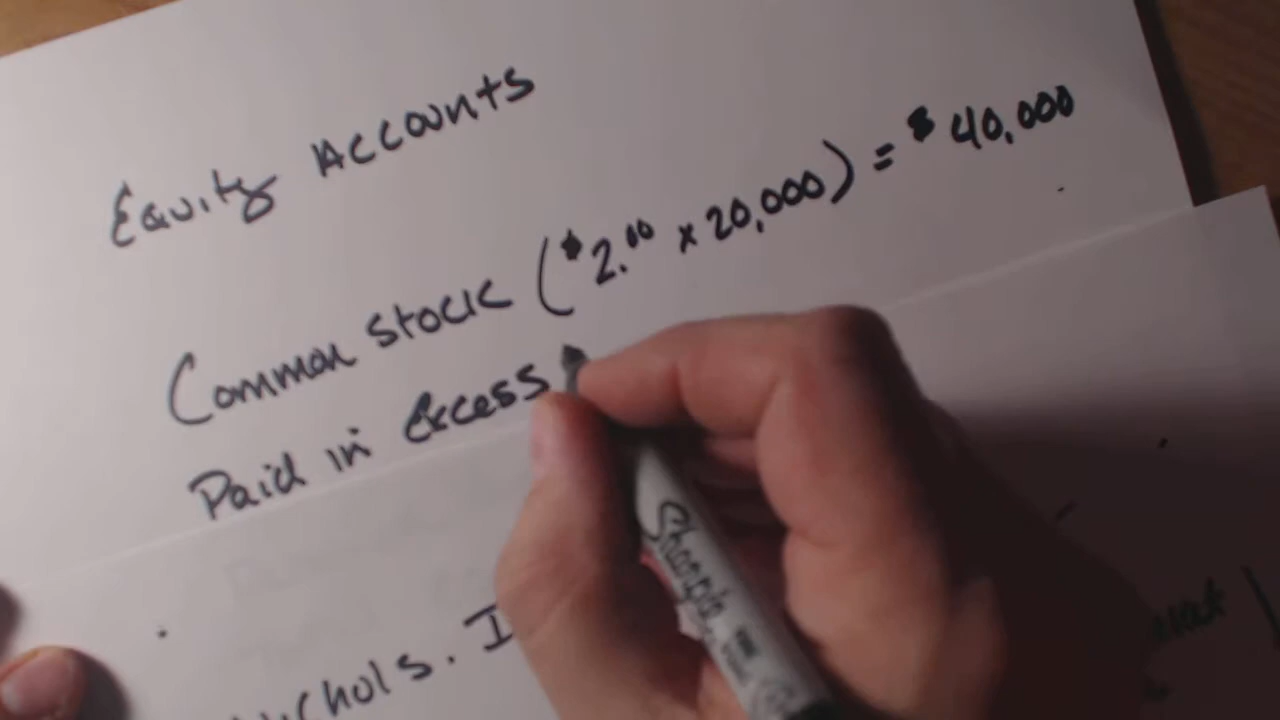 Equity Accounts
Common Stock ($2.00 x 20,000) = $40,000
Paid in Excess
Sharpie